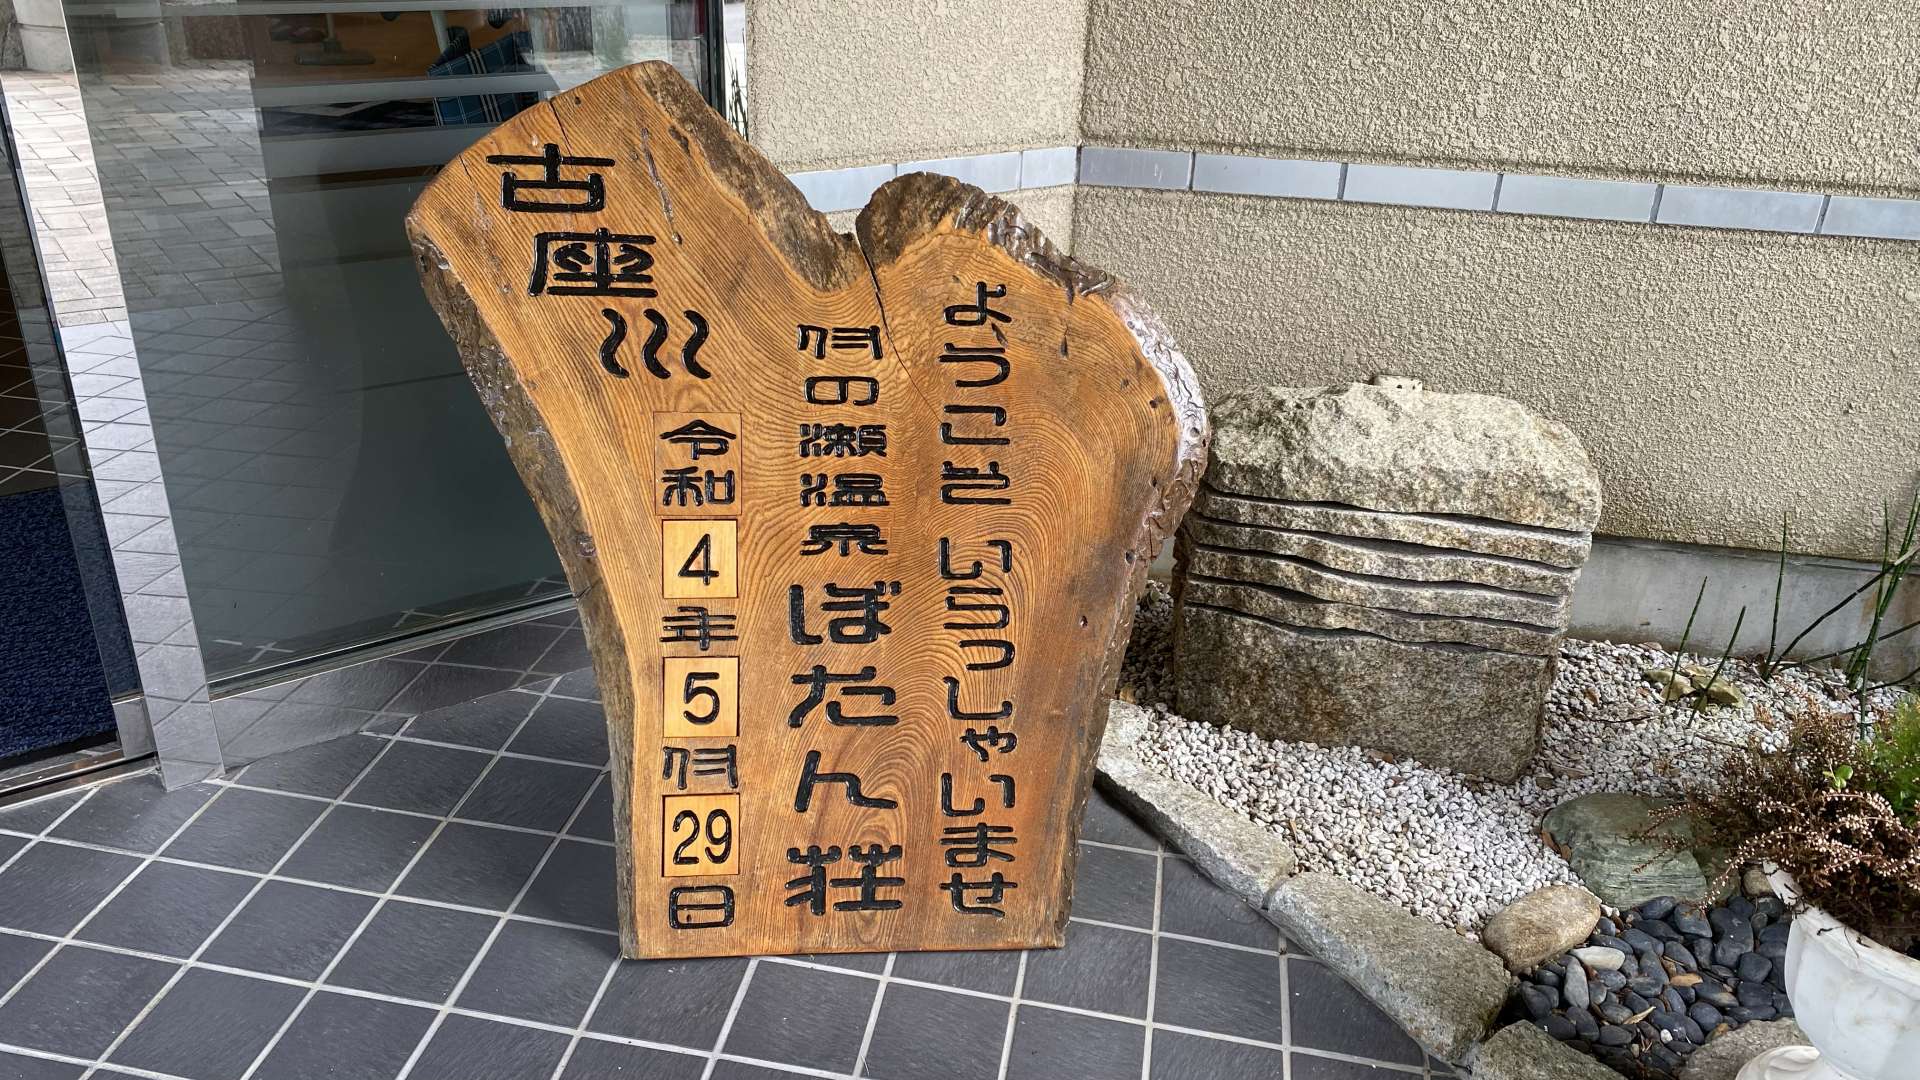 ようこそいらっしゃいませ
月の瀬温泉ぼたん荘
古座川
令和4年5月29日